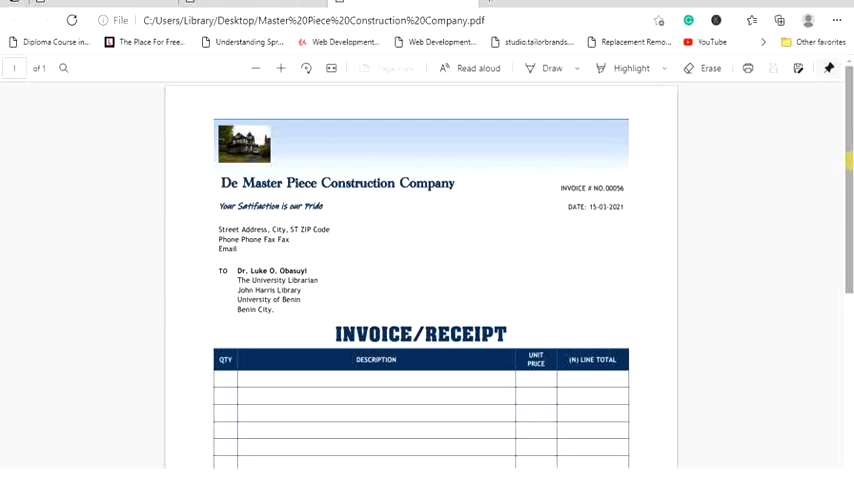 File C:/Users/Library/Desktop/Master%20Piece%20Construction%20Company.pdf
Diploma Course in... The Place For Free... Understanding Spr... Web Development... Web Development... studio.tailorbrands... Replacement Remo... YouTube Other favorites
1 of 1 Page view Read aloud Draw Highlight Erase
De Master Piece Construction Company
INVOICE # NO.00056
Your Satifaction is our Pride
DATE: 15-03-2021
Street Address, City, ST ZIP Code
Phone Phone Fax Fax
Email
TO Dr. Luke O. Obasuyi
The University Librarian
John Harris Library
University of Benin
Benin City.
INVOICE/RECEIPT
QTY DESCRIPTION UNIT PRICE (N) LINE TOTAL